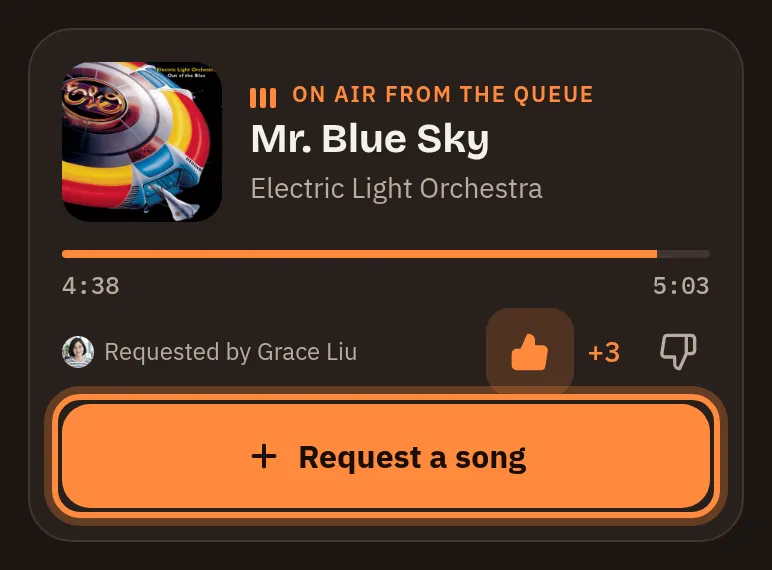 Electric Light Orchestra
Out of the Blue
ELO
ON AIR FROM THE QUEUE
Mr. Blue Sky
Electric Light Orchestra
4:38
5:03
Requested by Grace Liu
+3
+ Request a song